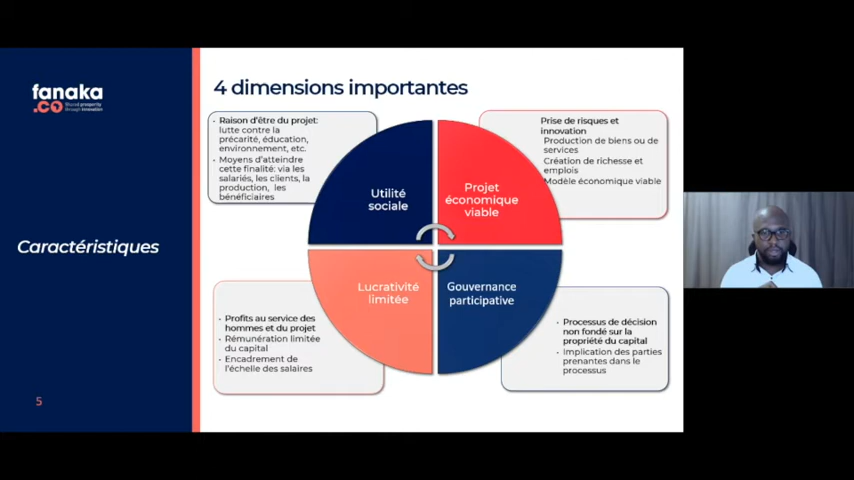 fanaka
.co
Shared prosperity
through innovation
Caractéristiques
5
4 dimensions importantes
• Raison d'être du projet:
lutte contre la
précarité, éducation,
environnement, etc.
• Moyens d'atteindre
cette finalité: via les
salariés, les clients, la
production, les
bénéficiaires
Utilité
sociale
Projet
économique
viable
Prise de risques et
innovation
Production de biens ou de
services
Création de richesse et
emplois
Modèle économique viable
Lucrativité
limitée
Gouvernance
participative
• Profits au service des
hommes et du projet
• Rémunération limitée
du capital
• Encadrement de
l'échelle des salaires
• Processus de décision
non fondé sur la
propriété du capital
• Implication des parties
prenantes dans le
processus